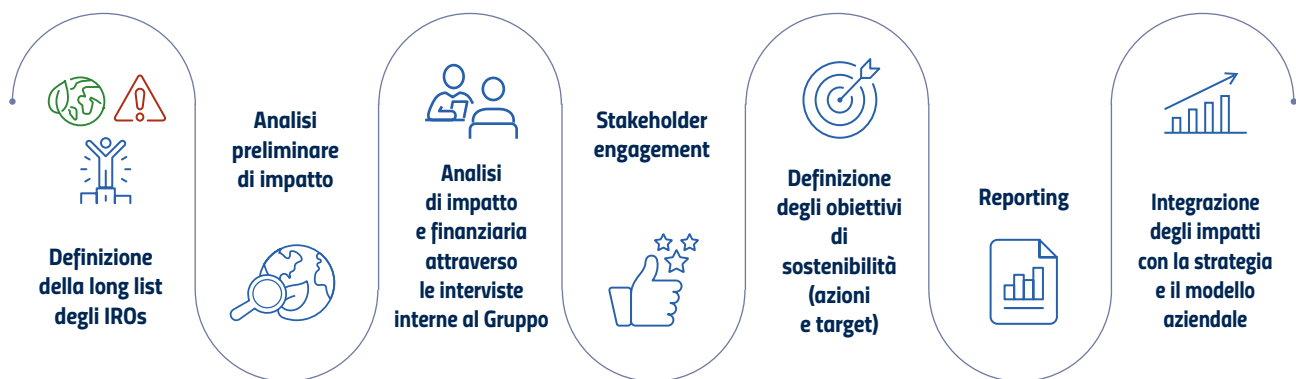 Definizione
della long list
degli IROs
Analisi
preliminare
di impatto
Analisi
di impatto
e finanziaria
attraverso
le interviste
interne al Gruppo
Stakeholder
engagement
Definizione
degli obiettivi
di
sostenibilità
(azioni
e target)
Reporting
Integrazione
degli impatti
con la strategia
e il modello
aziendale